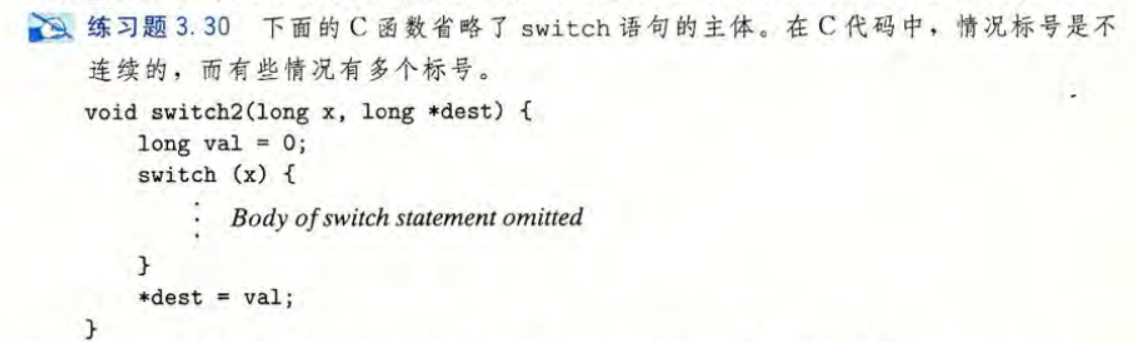 练习题 3.30 下面的 C 函数省略了 switch 语句的主体。在 C 代码中，情况标号是不
连续的，而有些情况有多个标号。
void switch2(long x, long *dest) {
    long val = 0;
    switch (x) {
        ⋮ Body of switch statement omitted
    }
    *dest = val;
}